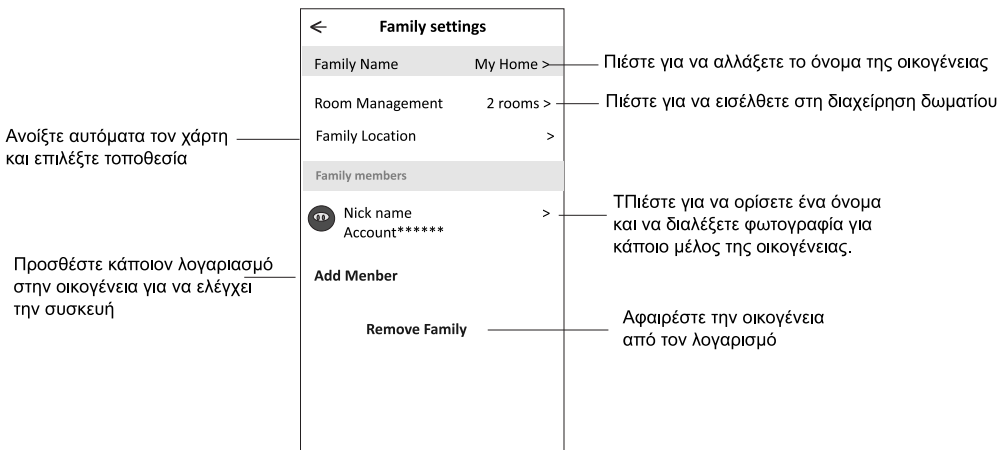 ← Family settings
Family Name My Home >
Πιέστε για να αλλάξετε το όνομα της οικογένειας
Room Management 2 rooms >
Πιέστε για να εισέλθετε στη διαχείρηση δωματίου
Ανοίξτε αυτόματα τον χάρτη
και επιλέξτε τοποθεσία
Family Location >
Family members
Nick name >
Account******
ΤΠιέστε για να ορίσετε ένα όνομα
και να διαλέξετε φωτογραφία για
κάποιο μέλος της οικογένειας.
Προσθέστε κάποιον λογαριασμό
στην οικογένεια για να ελέγχει
την συσκευή
Add Menber
Remove Family
Αφαιρέστε την οικογένεια
από τον λογαρισμό